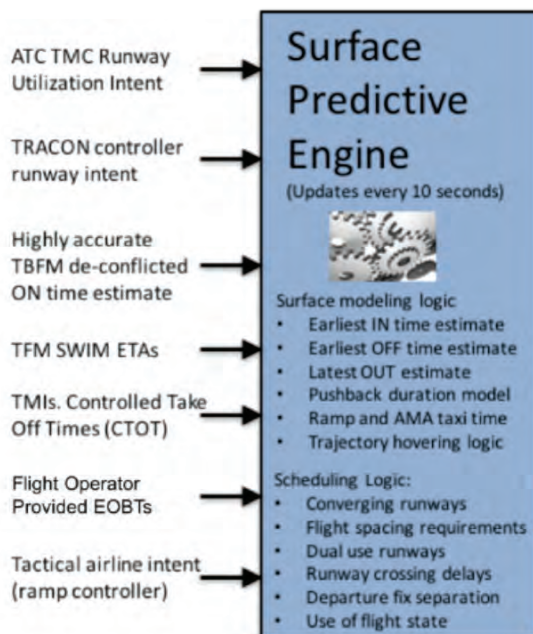 ATC TMC Runway
Utilization Intent
TRACON controller
runway intent
Highly accurate
TBFM de-conflicted
ON time estimate
TFM SWIM ETAs
TMIs. Controlled Take
Off Times (CTOT)
Flight Operator
Provided EOBTs
Tactical airline intent
(ramp controller)
Surface
Predictive
Engine
(Updates every 10 seconds)
Surface modeling logic
• Earliest IN time estimate
• Earliest OFF time estimate
• Latest OUT estimate
• Pushback duration model
• Ramp and AMA taxi time
• Trajectory hovering logic
Scheduling Logic:
• Converging runways
• Flight spacing requirements
• Dual use runways
• Runway crossing delays
• Departure fix separation
• Use of flight state